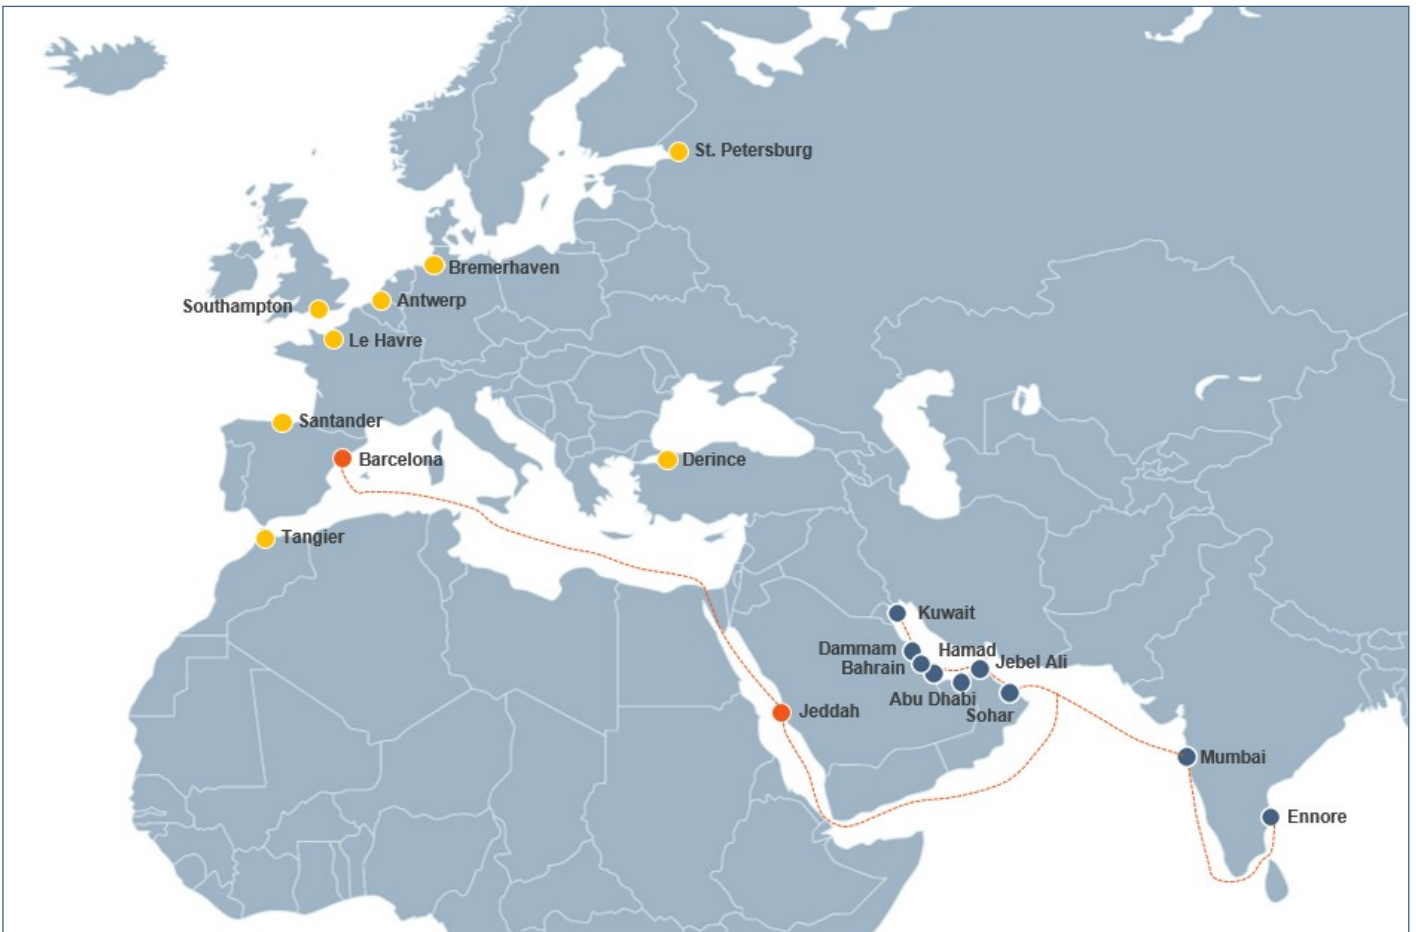 St. Petersburg
Bremerhaven
Antwerp
Southampton
Le Havre
Santander
Barcelona
Derince
Tangier
Kuwait
Dammam
Hamad
Bahrain
Jebel Ali
Abu Dhabi
Sohar
Jeddah
Mumbai
Ennore